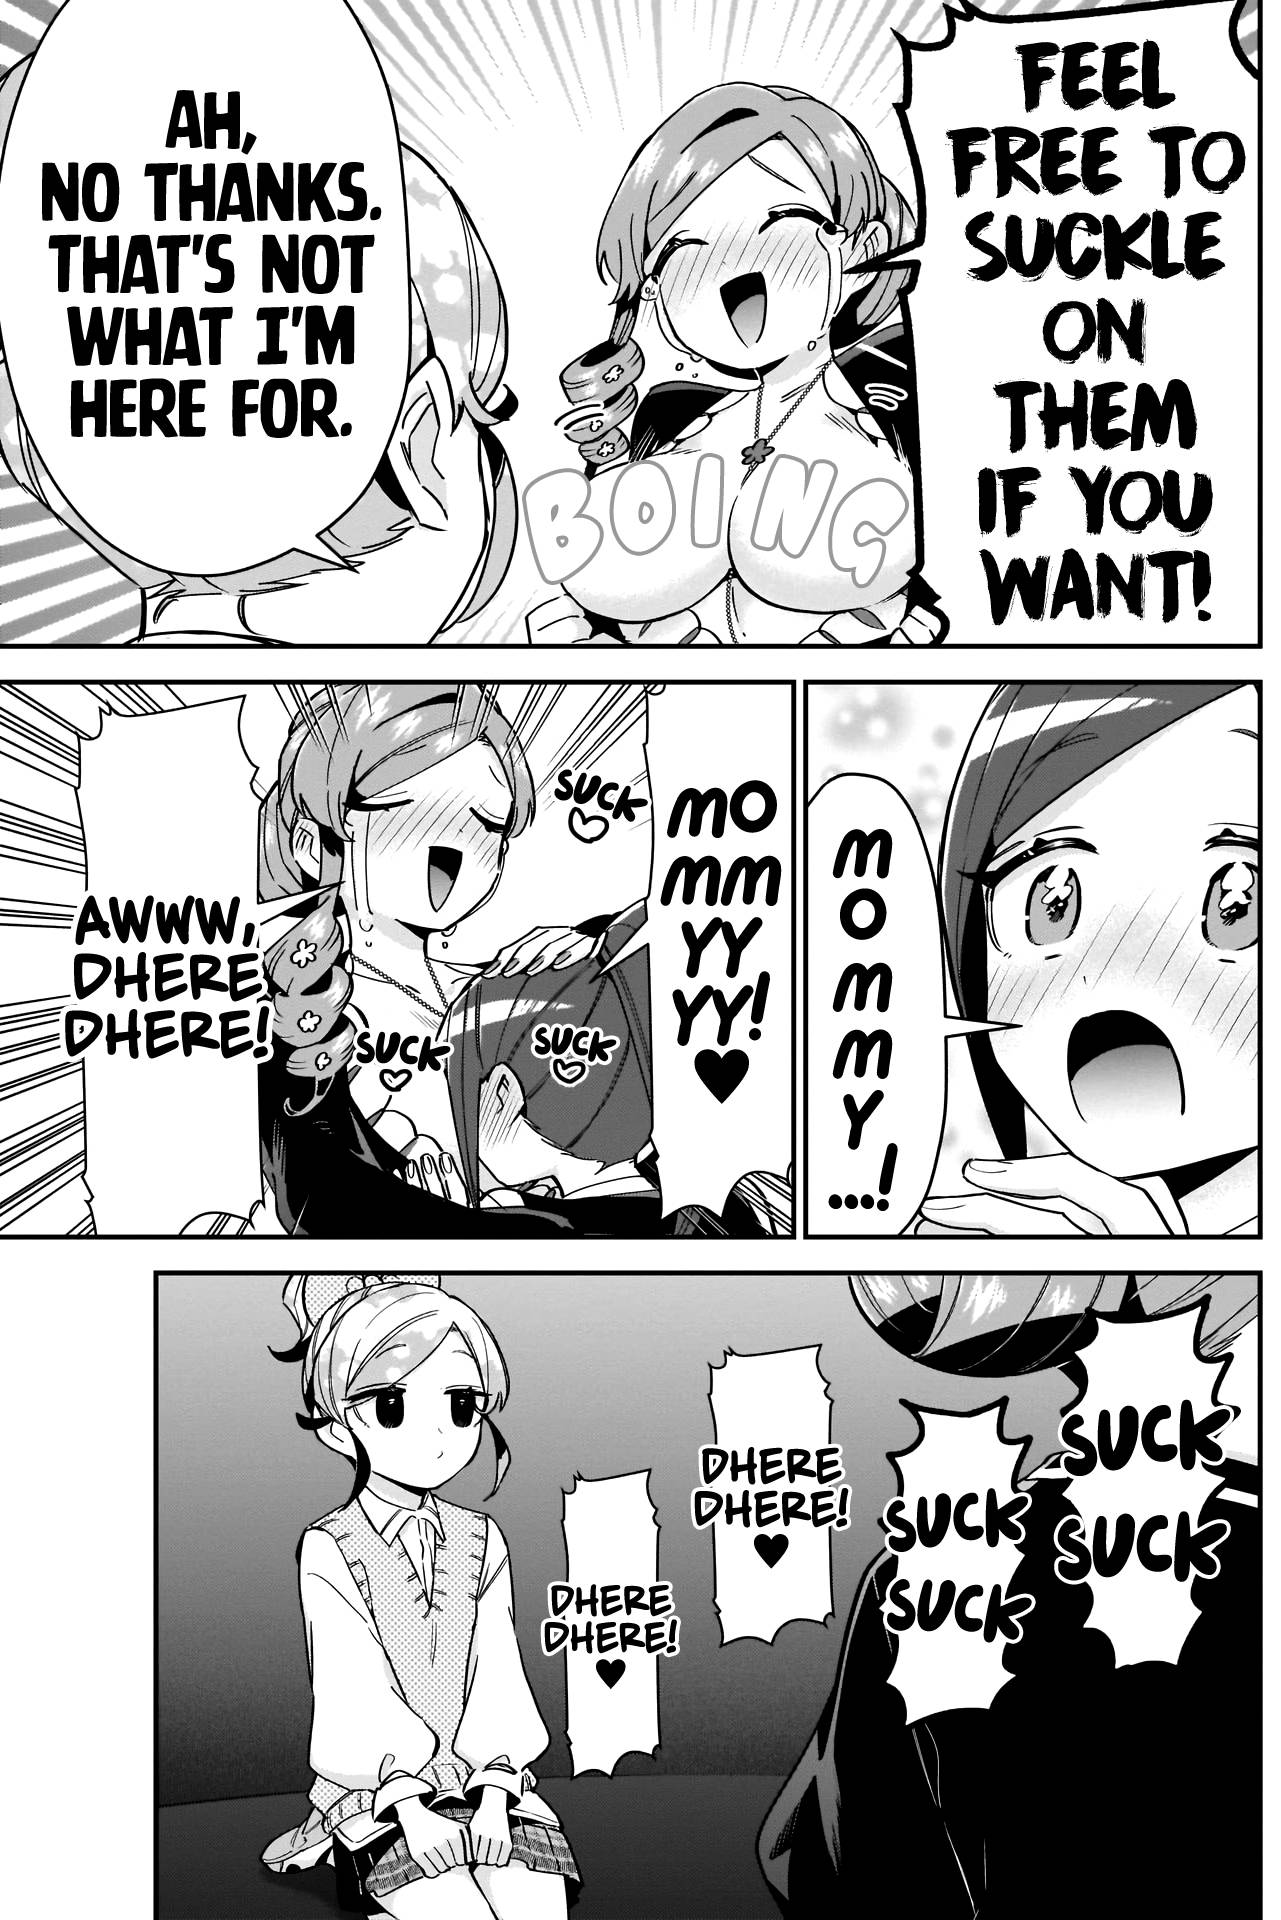 FEEL
FREE TO
SUCKLE
ON
THEM
IF YOU
WANT!
AH,
NO THANKS.
THAT'S NOT
WHAT I'M
HERE FOR.
BOING
MOMMY
....!
MO
MM
YY
YY!
♥
SUCK
♡
SUCK
♡
SUCK
♡
AWWW,
DHERE
DHERE!
SUCK
SUCK
SUCK
SUCK
DHERE
DHERE!
♥
DHERE
DHERE!
♥